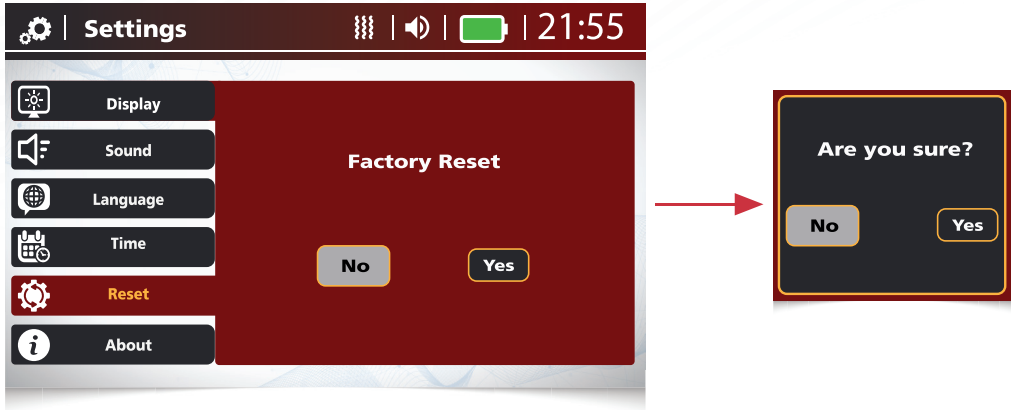 Settings
21:55
Display
Sound
Language
Time
Reset
About
Factory Reset
No Yes
Are you sure?
No Yes